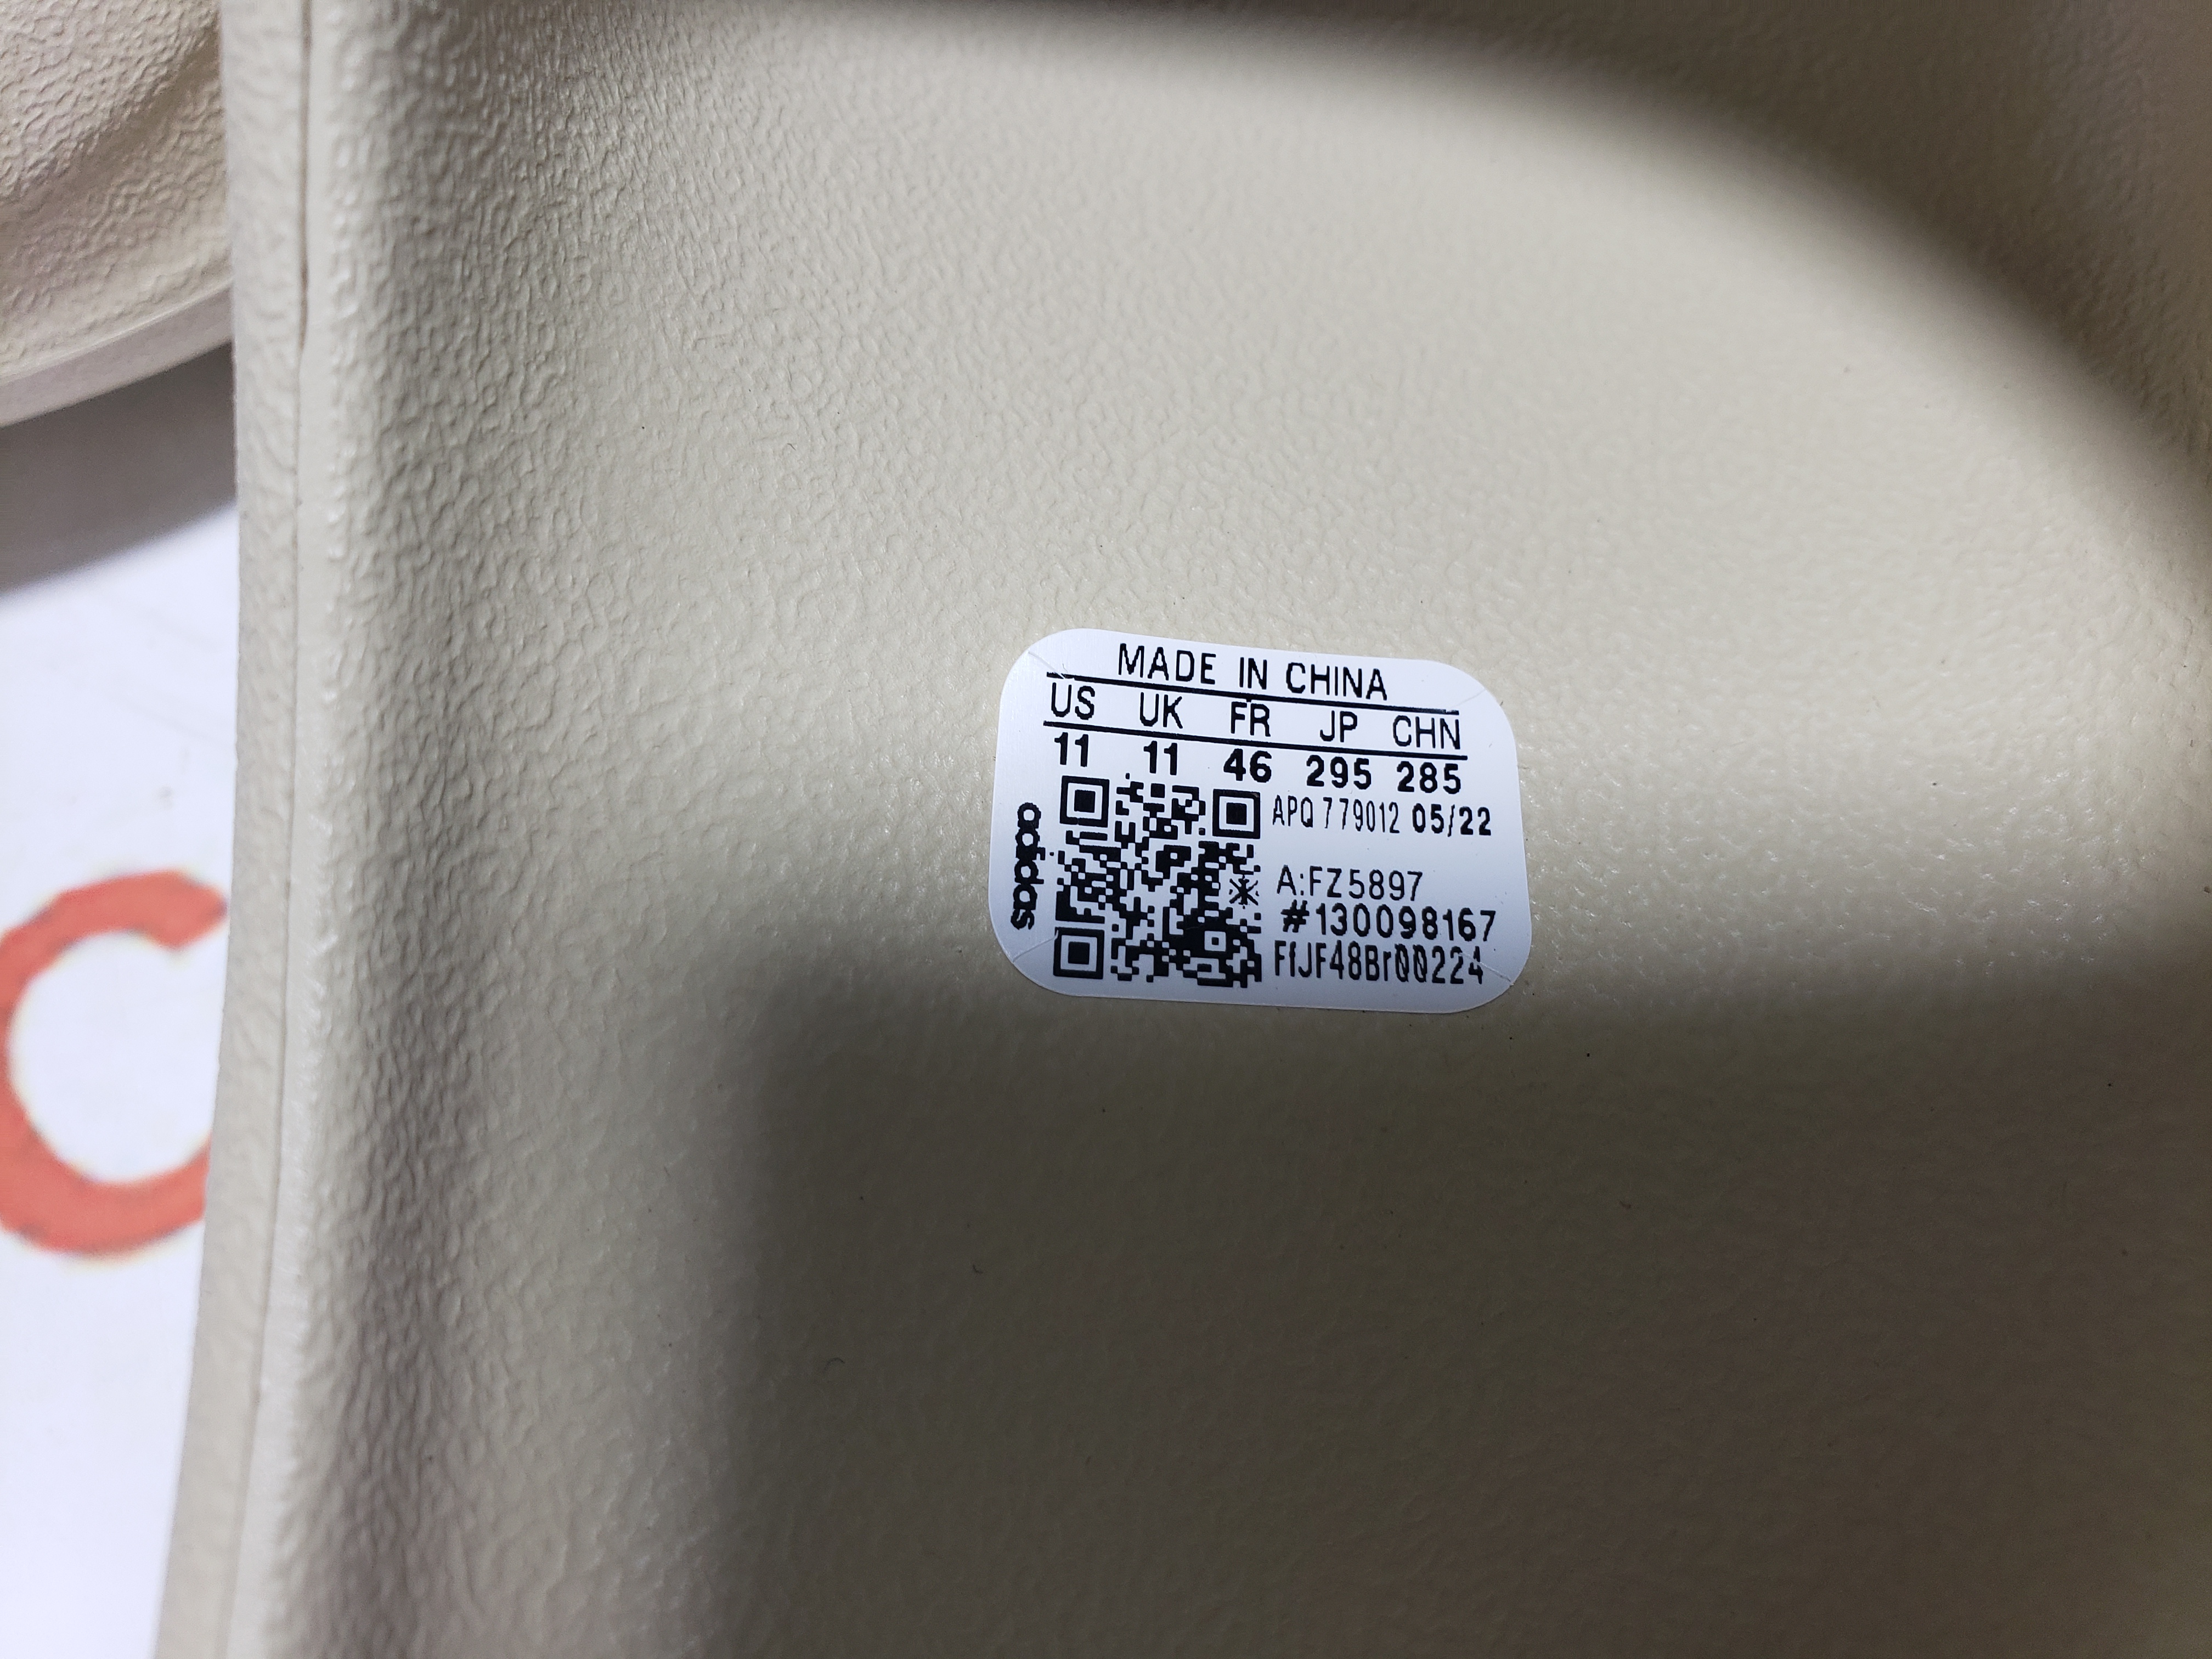 MADE IN CHINA
US UK FR JP CHN
11 11 46 295 285
APQ 779012 05/22
A:FZ5897
#130098167
FfJF48Br00224
adidas
C